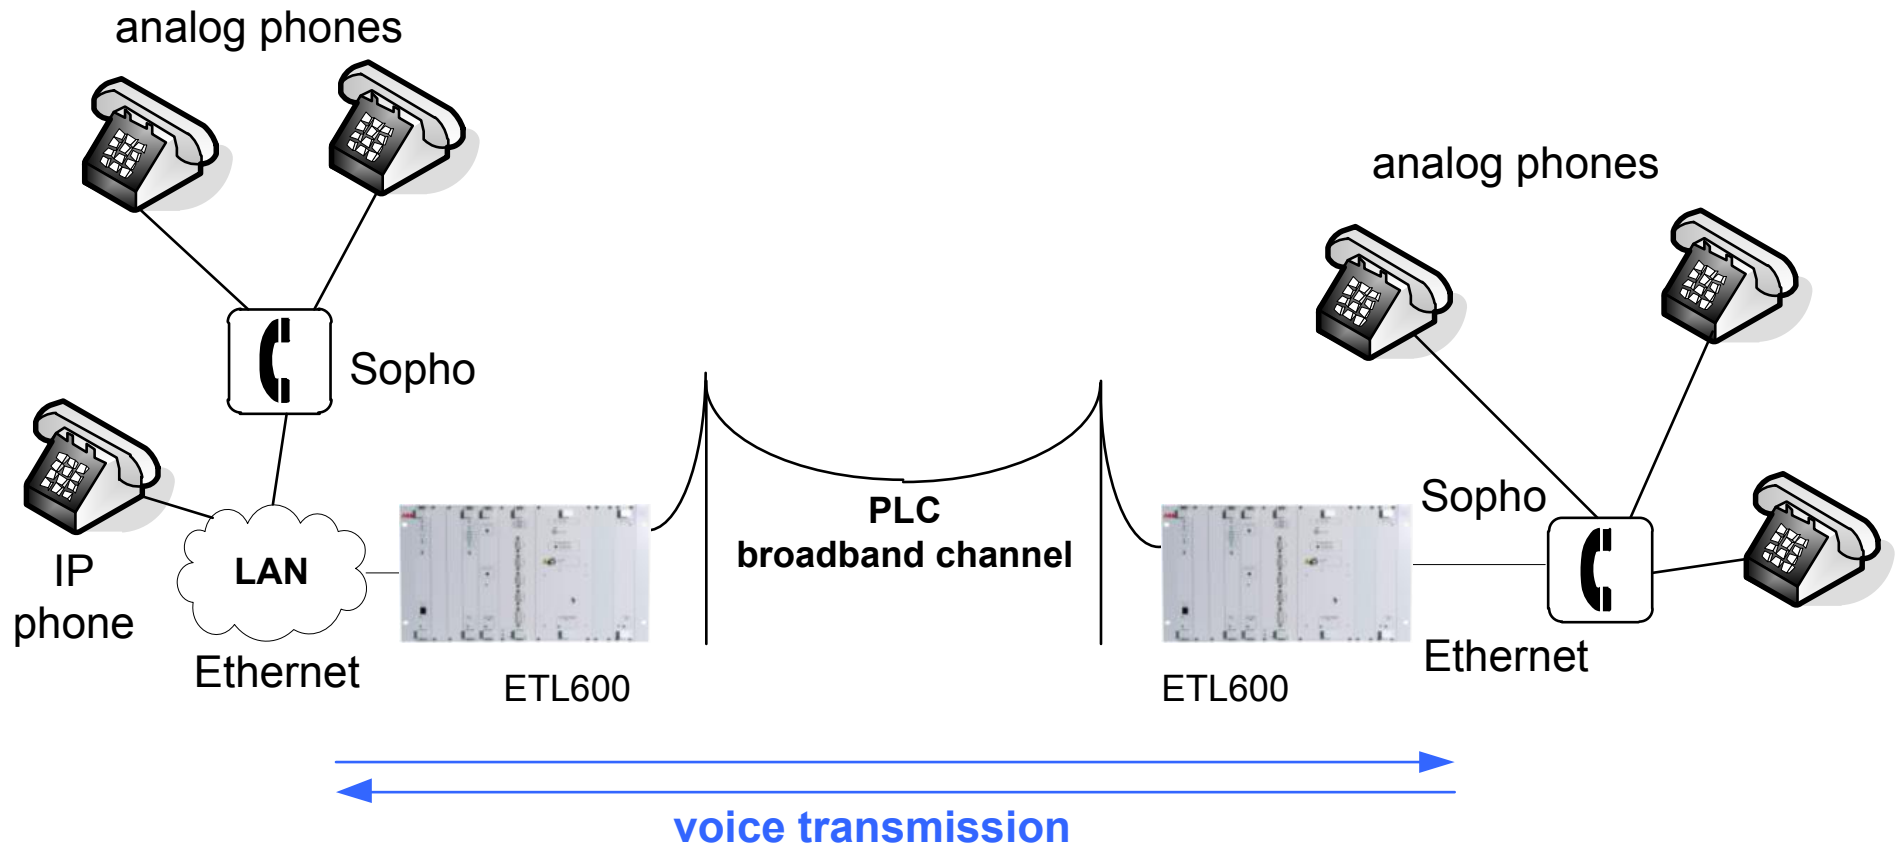 analog phones
analog phones
Sopho
Sopho
PLC
broadband channel
LAN
IP
phone
Ethernet
Ethernet
ETL600
ETL600
voice transmission